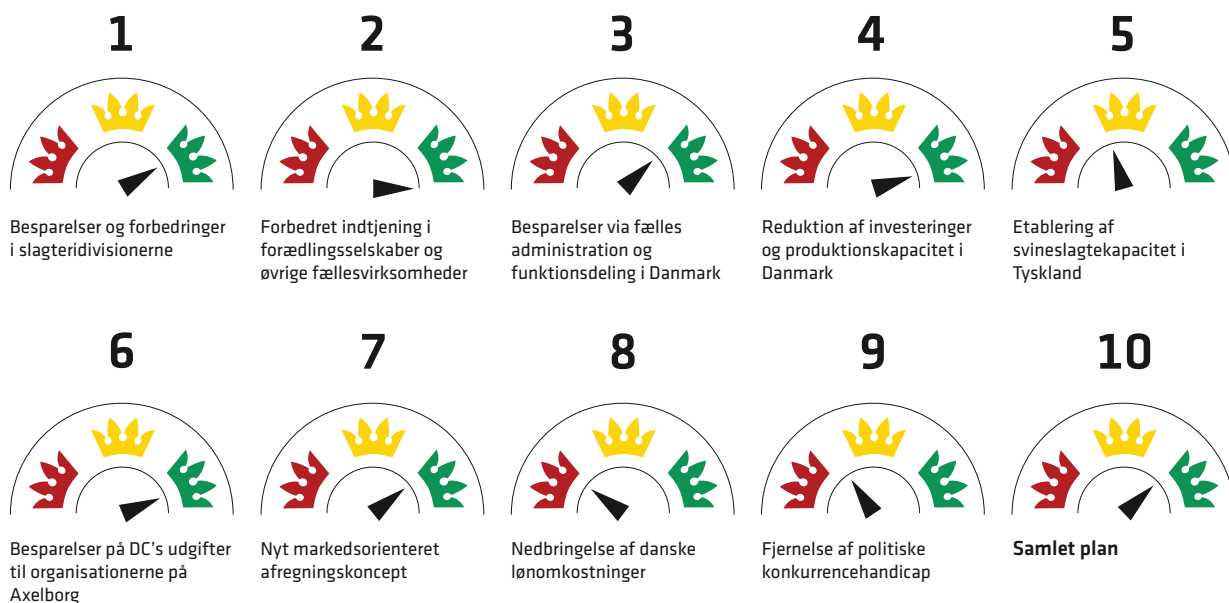 1
Besparelser og forbedringer
i slagteridivisionerne
2
Forbedret indtjening i
forædlingsselskaber og
øvrige fællesvirksomheder
3
Besparelser via fælles
administration og
funktionsdeling i Danmark
4
Reduktion af investeringer
og produktionskapacitet i
Danmark
5
Etablering af
svineslagtekapacitet i
Tyskland
6
Besparelser på DC's udgifter
til organisationerne på
Axelborg
7
Nyt markedsorienteret
afregningskoncept
8
Nedbringelse af danske
lønomkostninger
9
Fjernelse af politiske
konkurrencehandicap
10
Samlet plan